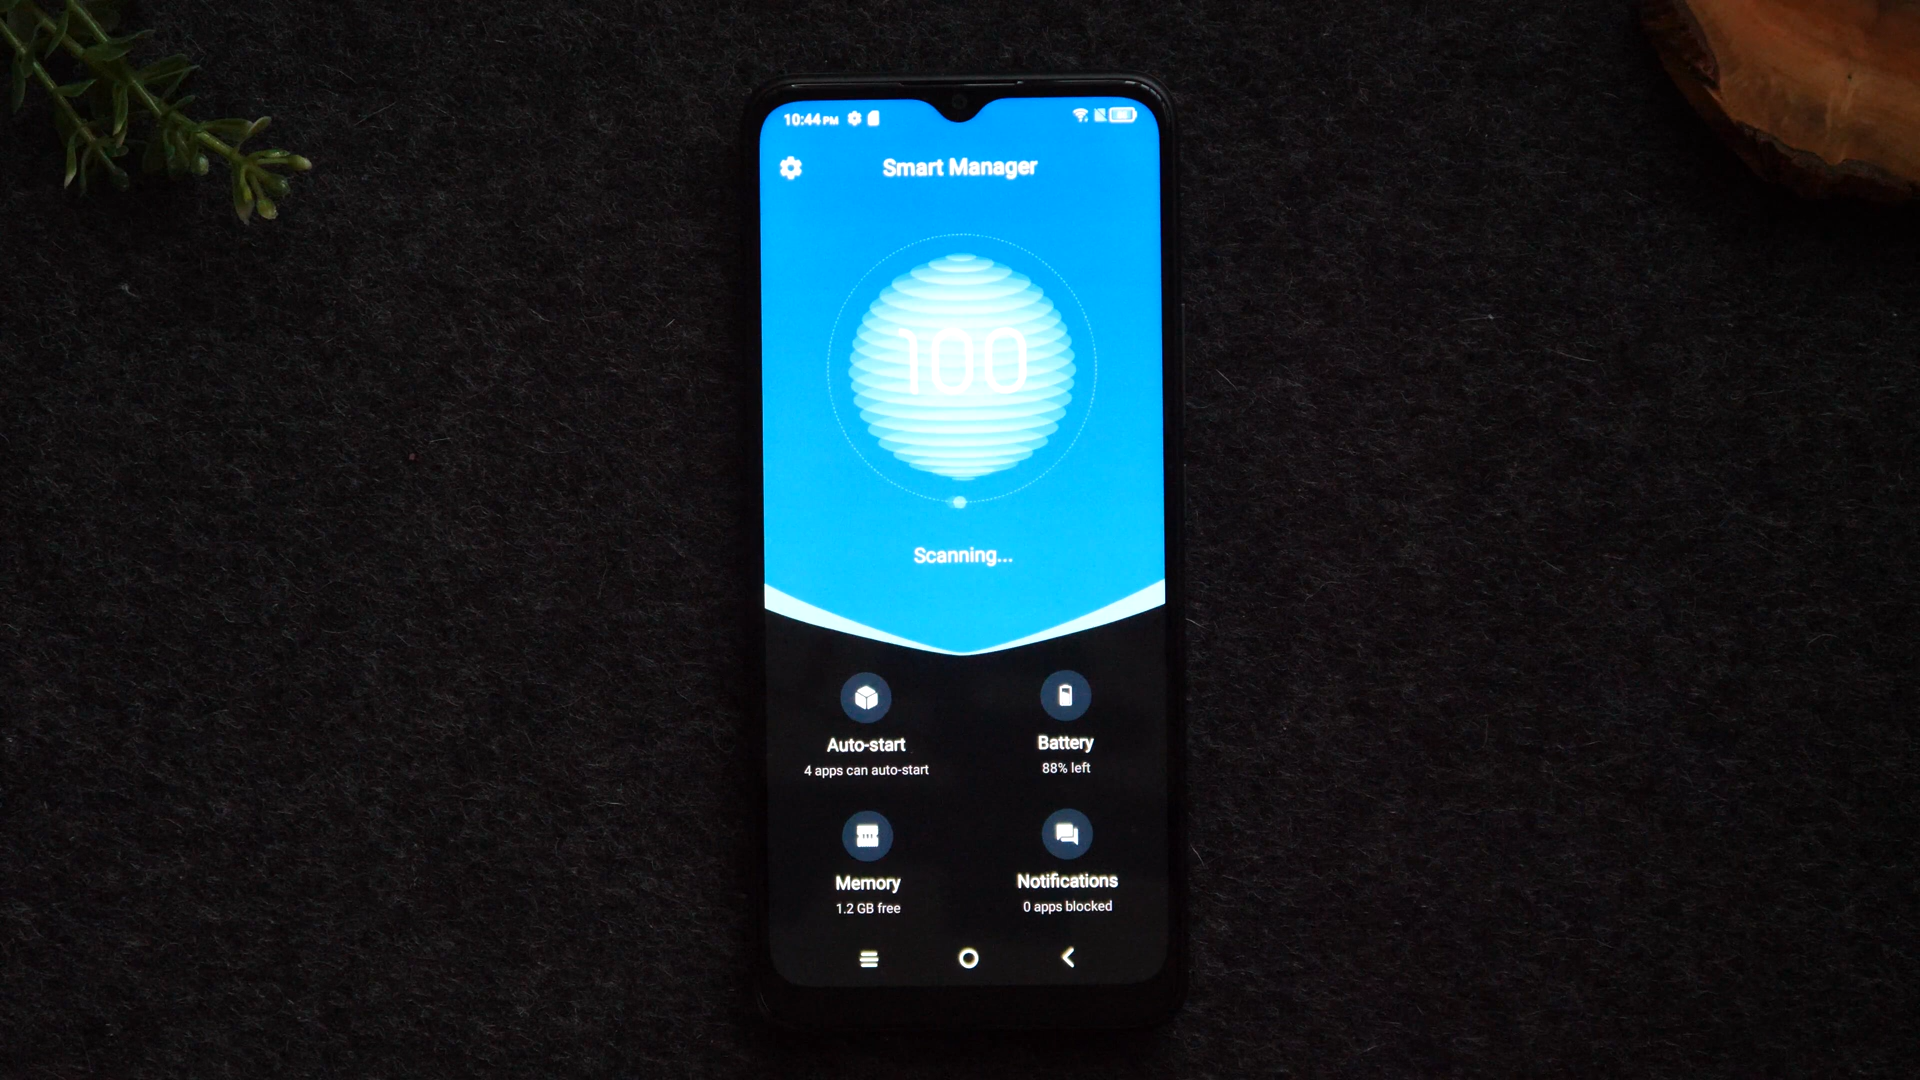 10:44 PM
Smart Manager
100
Scanning...
Auto-start
4 apps can auto-start
Battery
88% left
Memory
1.2 GB free
Notifications
0 apps blocked